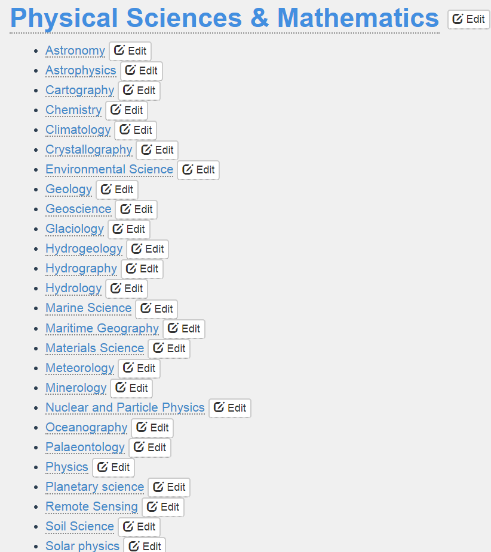 Physical Sciences & Mathematics Edit
Astronomy Edit
Astrophysics Edit
Cartography Edit
Chemistry Edit
Climatology Edit
Crystallography Edit
Environmental Science Edit
Geology Edit
Geoscience Edit
Glaciology Edit
Hydrogeology Edit
Hydrography Edit
Hydrology Edit
Marine Science Edit
Maritime Geography Edit
Materials Science Edit
Meteorology Edit
Minerology Edit
Nuclear and Particle Physics Edit
Oceanography Edit
Palaeontology Edit
Physics Edit
Planetary science Edit
Remote Sensing Edit
Soil Science Edit
Solar physics Edit